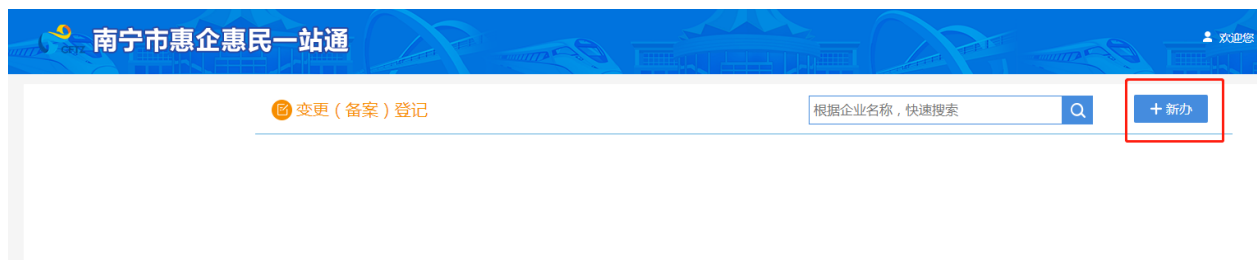 南宁市惠企惠民一站通
欢迎您
变更（备案）登记
根据企业名称，快速搜索
+新办